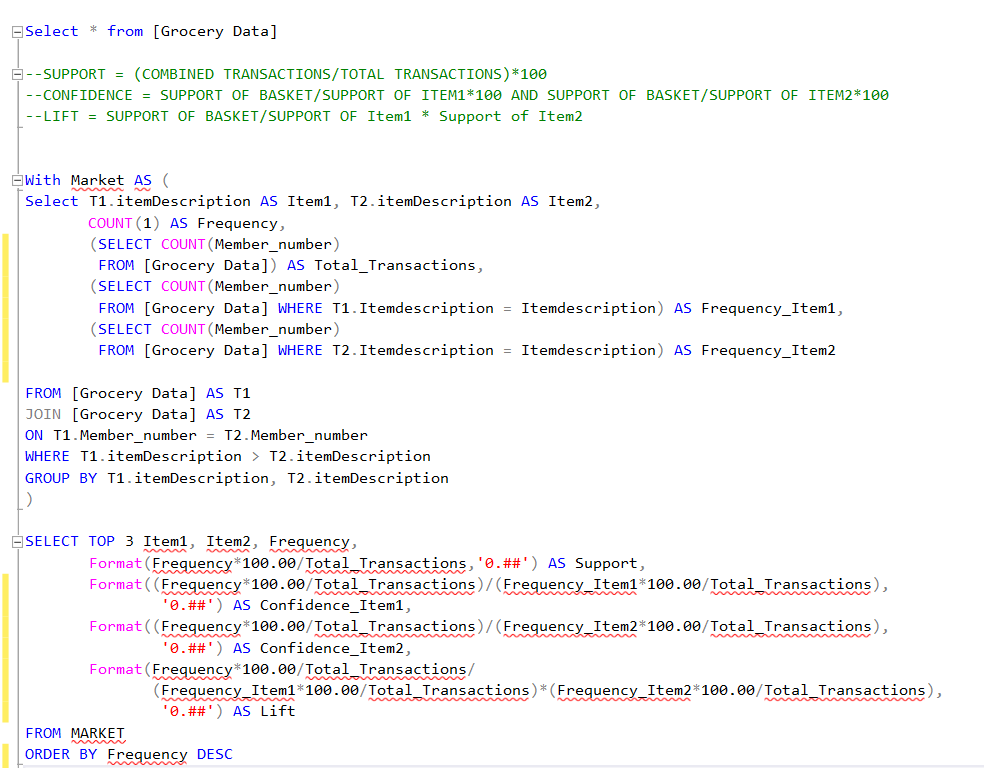 Select * from [Grocery Data]
--SUPPORT = (COMBINED TRANSACTIONS/TOTAL TRANSACTIONS)*100
--CONFIDENCE = SUPPORT OF BASKET/SUPPORT OF ITEM1*100 AND SUPPORT OF BASKET/SUPPORT OF ITEM2*100
--LIFT = SUPPORT OF BASKET/SUPPORT OF Item1 * Support of Item2
With Market AS (
Select T1.itemDescription AS Item1, T2.itemDescription AS Item2,
COUNT(1) AS Frequency,
(SELECT COUNT(Member_number)
FROM [Grocery Data]) AS Total_Transactions,
(SELECT COUNT(Member_number)
FROM [Grocery Data] WHERE T1.Itemdescription = Itemdescription) AS Frequency_Item1,
(SELECT COUNT(Member_number)
FROM [Grocery Data] WHERE T2.Itemdescription = Itemdescription) AS Frequency_Item2
FROM [Grocery Data] AS T1
JOIN [Grocery Data] AS T2
ON T1.Member_number = T2.Member_number
WHERE T1.itemDescription > T2.itemDescription
GROUP BY T1.itemDescription, T2.itemDescription
)
SELECT TOP 3 Item1, Item2, Frequency,
Format(Frequency*100.00/Total_Transactions,'0.##') AS Support,
Format((Frequency*100.00/Total_Transactions)/(Frequency_Item1*100.00/Total_Transactions),
'0.##') AS Confidence_Item1,
Format((Frequency*100.00/Total_Transactions)/(Frequency_Item2*100.00/Total_Transactions),
'0.##') AS Confidence_Item2,
Format(Frequency*100.00/Total_Transactions/
(Frequency_Item1*100.00/Total_Transactions)*(Frequency_Item2*100.00/Total_Transactions),
'0.##') AS Lift
FROM MARKET
ORDER BY Frequency DESC